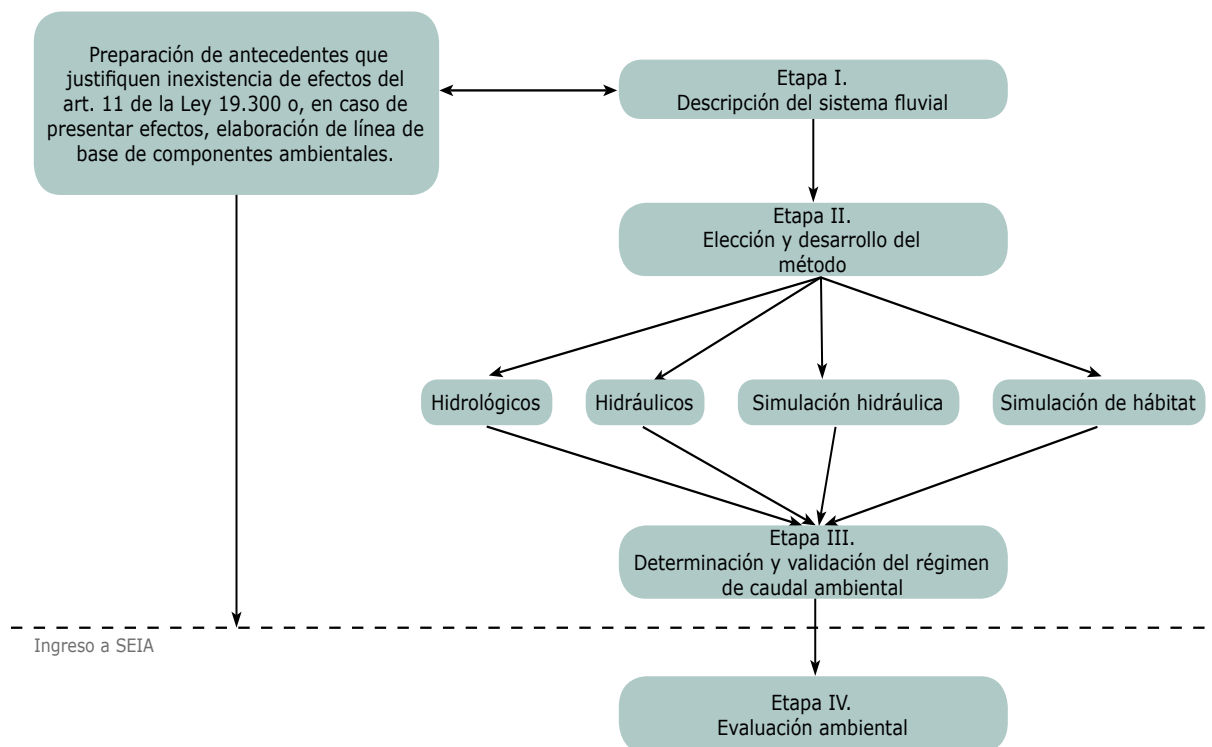 Preparación de antecedentes que
justifiquen inexistencia de efectos del
art. 11 de la Ley 19.300 o, en caso de
presentar efectos, elaboración de línea de
base de componentes ambientales.
Etapa I.
Descripción del sistema fluvial
Etapa II.
Elección y desarrollo del
método
Hidrológicos
Hidráulicos
Simulación hidráulica
Simulación de hábitat
Etapa III.
Determinación y validación del régimen
de caudal ambiental
Ingreso a SEIA
Etapa IV.
Evaluación ambiental